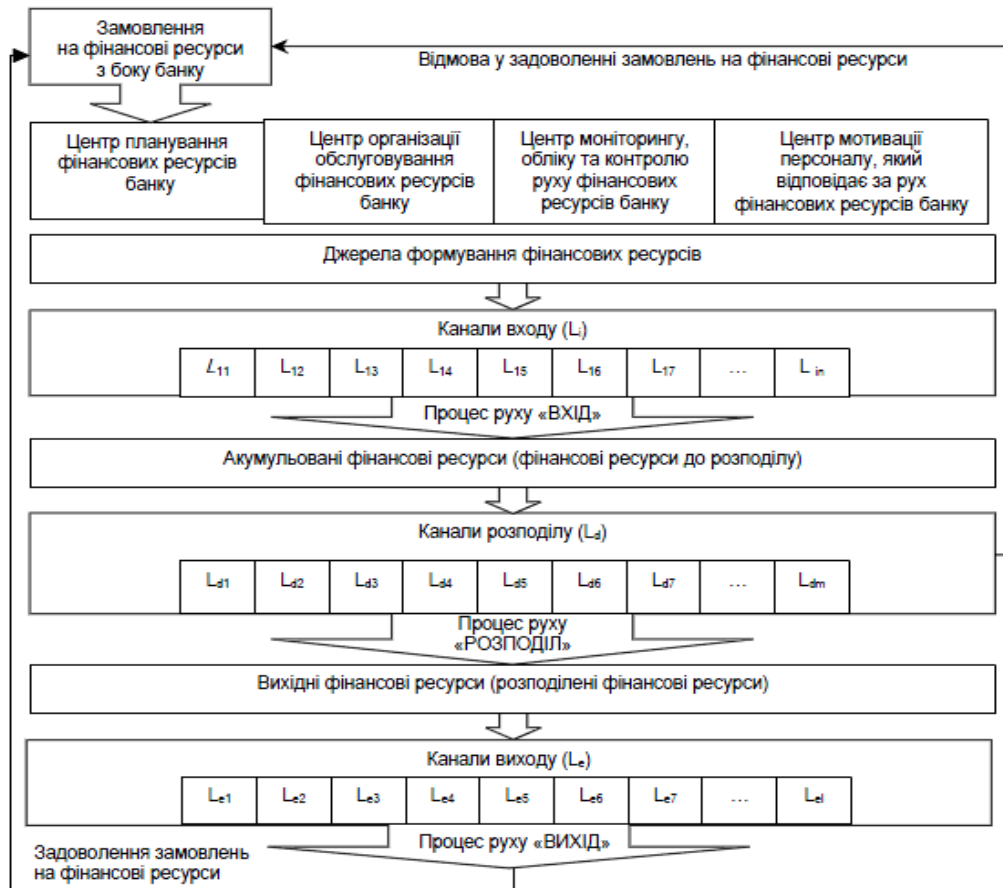 Замовлення
на фінансові ресурси
з боку банку
Відмова у задоволенні замовлень на фінансові ресурси
Центр планування
фінансових ресурсів
банку
Центр організації
обслуговування
фінансових ресурсів
банку
Центр моніторингу,
обліку та контролю
руху фінансових
ресурсів банку
Центр мотивації
персоналу, який
відповідає за рух
фінансових ресурсів банку
Джерела формування фінансових ресурсів
Канали входу (Lᵢ)
L₁₁ L₁₂ L₁₃ L₁₄ L₁₅ L₁₆ L₁₇ … L in
Процес руху «ВХІД»
Акумульовані фінансові ресурси (фінансові ресурси до розподілу)
Канали розподілу (Ld)
Ld1 Ld2 Ld3 Ld4 Ld5 Ld6 Ld7 … Ldm
Процес руху
«РОЗПОДІЛ»
Вихідні фінансові ресурси (розподілені фінансові ресурси)
Канали виходу (Le)
Le1 Le2 Le3 Le4 Le5 Le6 Le7 … Lel
Процес руху «ВИХІД»
Задоволення замовлень
на фінансові ресурси